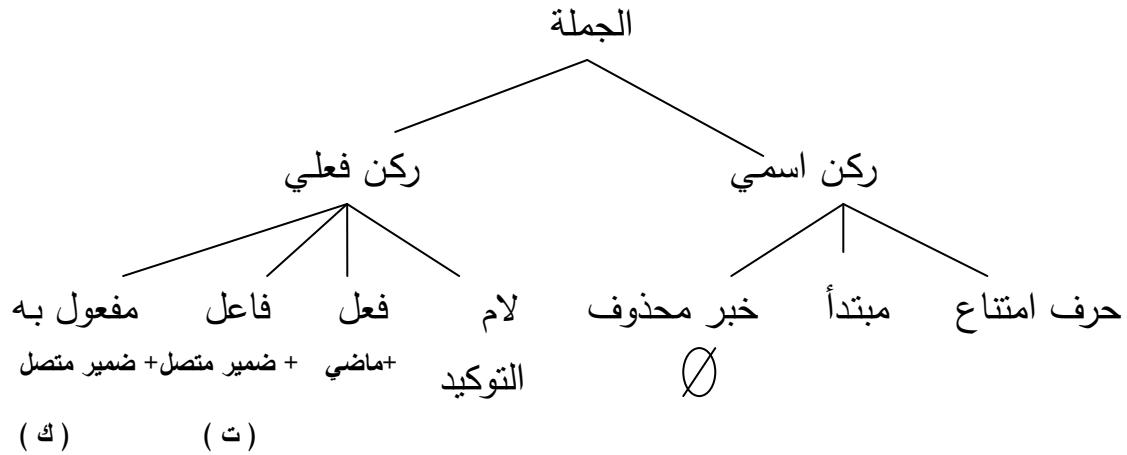 الجملة
ركن اسمي ركن فعلي
حرف امتناع مبتدأ خبر محذوف لام فعل فاعل مفعول به
∅ التوكيد +ماضي + ضمير متصل + ضمير متصل
( ت ) ( ك )